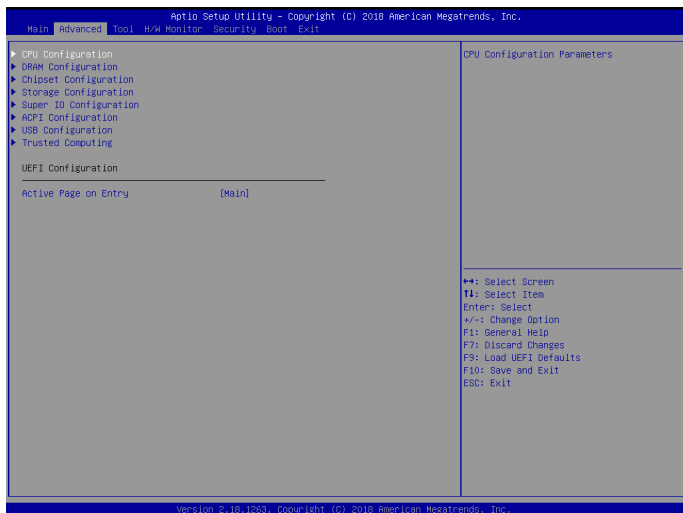 Aptio Setup Utility – Copyright (C) 2018 American Megatrends, Inc.
Main Advanced Tool H/W Monitor Security Boot Exit
CPU Configuration
DRAM Configuration
Chipset Configuration
Storage Configuration
Super IO Configuration
ACPI Configuration
USB Configuration
Trusted Computing
UEFI Configuration
Active Page on Entry [Main]
CPU Configuration Parameters
↔: Select Screen
↑↓: Select Item
Enter: Select
+/-: Change Option
F1: General Help
F7: Discard Changes
F9: Load UEFI Defaults
F10: Save and Exit
ESC: Exit
Version 2.18.1263. Copyright (C) 2018 American Megatrends, Inc.